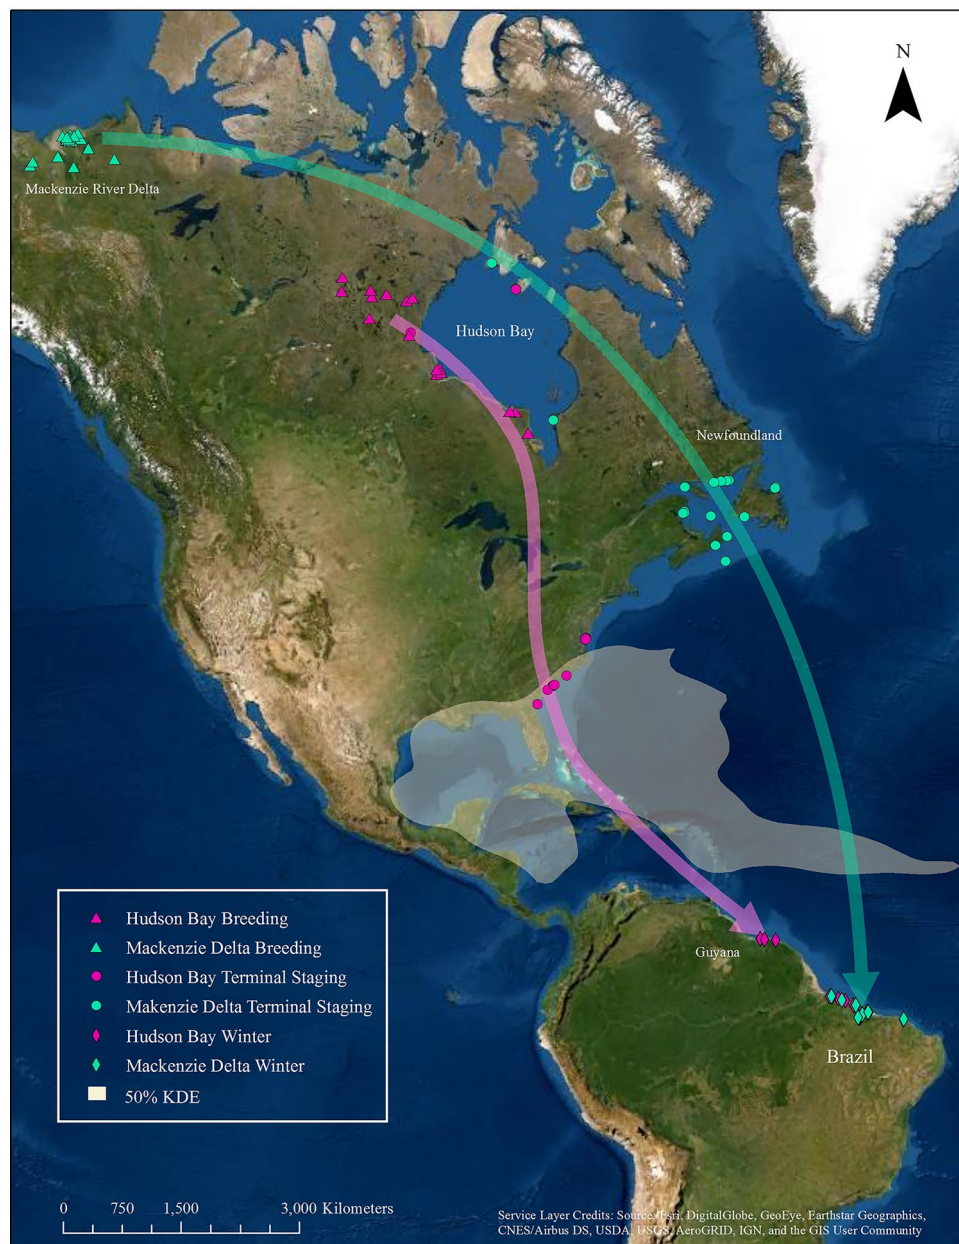 N
Mackenzie River Delta
Hudson Bay
Newfoundland
Guyana
Brazil
Hudson Bay Breeding
Mackenzie Delta Breeding
Hudson Bay Terminal Staging
Makenzie Delta Terminal Staging
Hudson Bay Winter
Mackenzie Delta Winter
50% KDE
0 750 1,500 3,000 Kilometers
Service Layer Credits: Source: Esri, DigitalGlobe, GeoEye, Earthstar Geographics,
CNES/Airbus DS, USDA, USGS, AeroGRID, IGN, and the GIS User Community